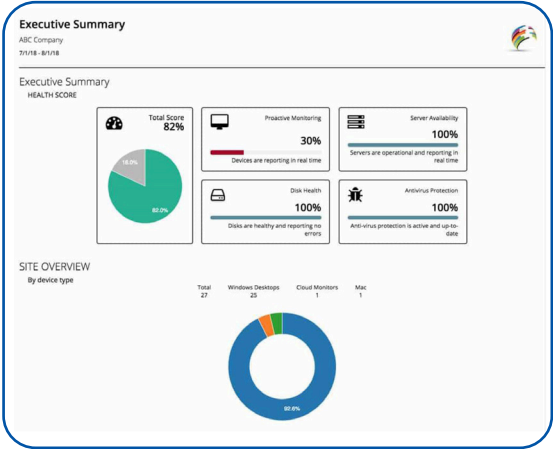 Executive Summary
ABC Company
7/1/18 - 8/1/18
Executive Summary
HEALTH SCORE
Total Score
82%
18.0%
82.0%
Proactive Monitoring
30%
Devices are reporting in real time
Server Availability
100%
Servers are operational and reporting in
real time
Disk Health
100%
Disks are healthy and reporting no
errors
Antivirus Protection
100%
Anti-virus protection is active and up-to-
date
SITE OVERVIEW
By device type
Total Windows Desktops Cloud Monitors Mac
27 25 1 1
92.6%